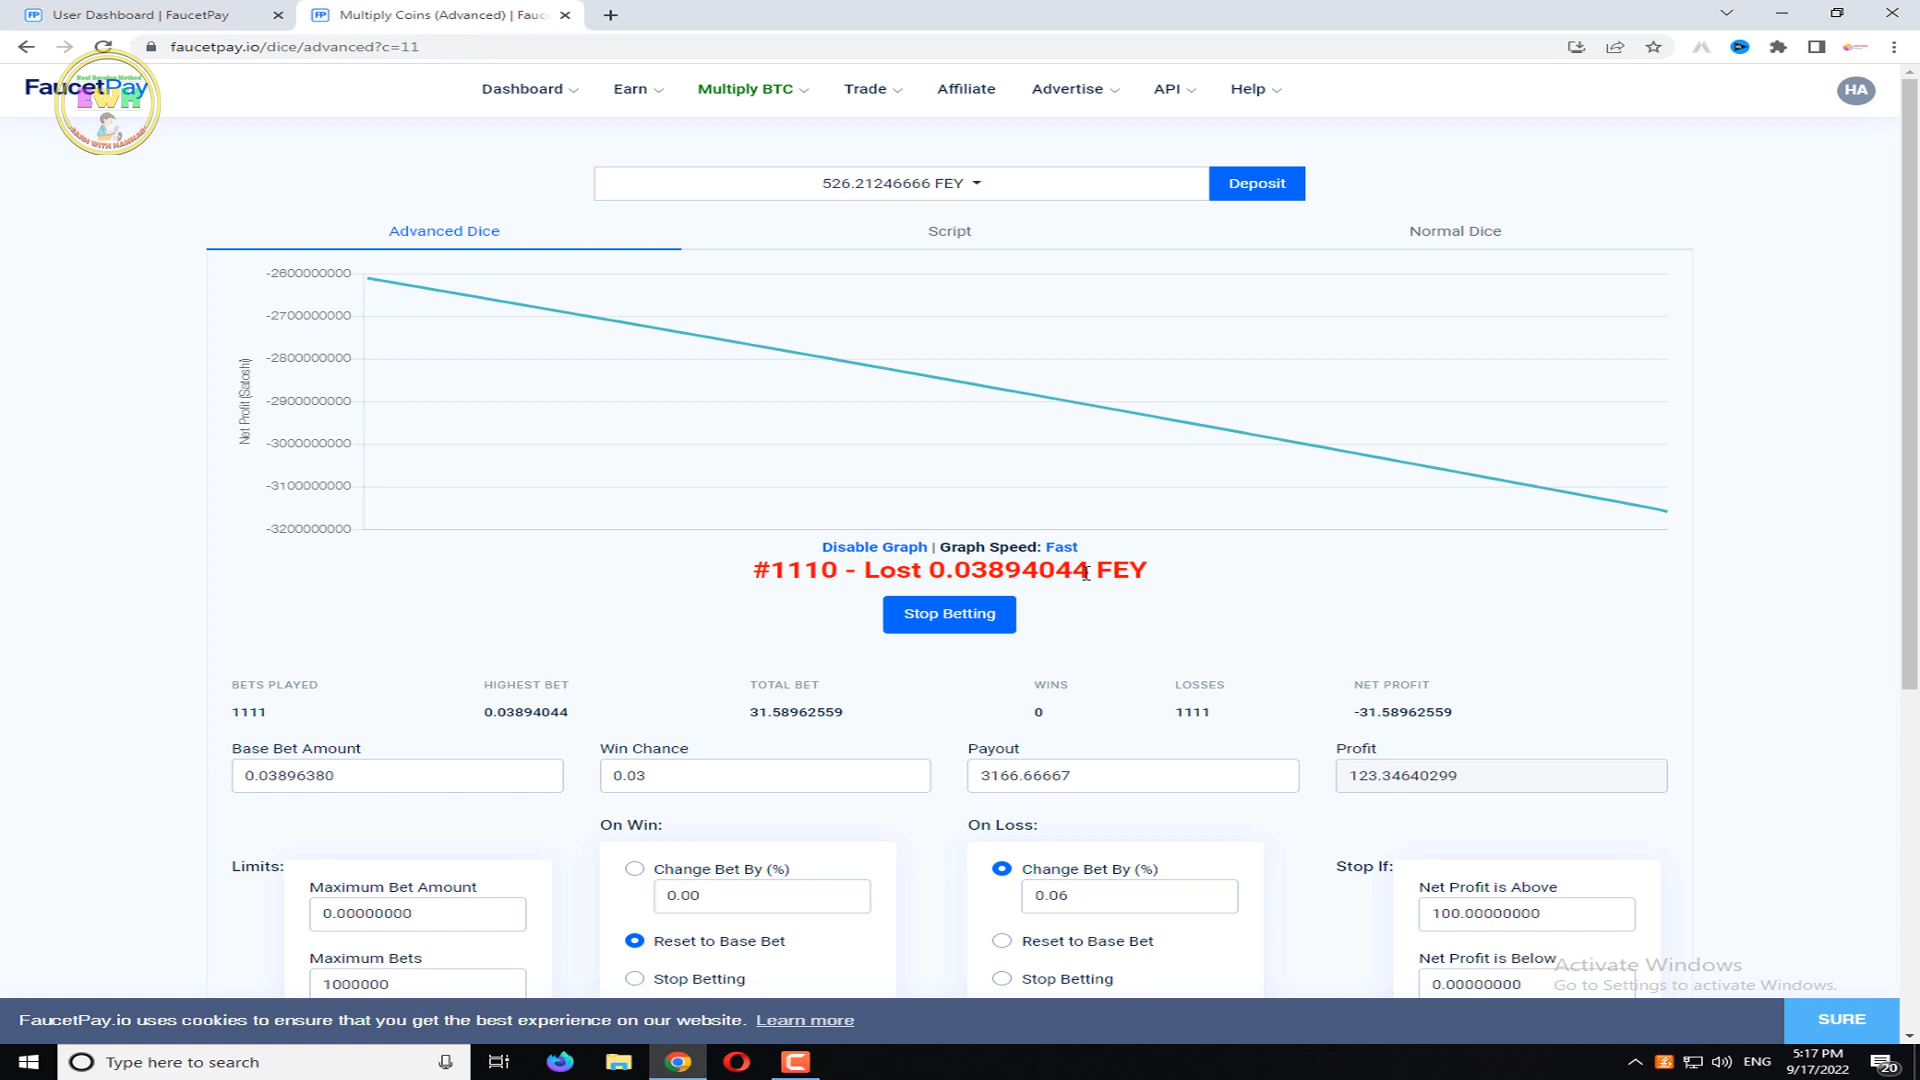 User Dashboard | FaucetPay
Multiply Coins (Advanced) | Fauc
faucetpay.io/dice/advanced?c=11
FaucetPay
Real Earning Method
EWH
EARN WITH HAMMAD
Dashboard
Earn
Multiply BTC
Trade
Affiliate
Advertise
API
Help
HA
526.21246666 FEY
Deposit
Advanced Dice
Script
Normal Dice
Net Profit (Satoshi)
-2600000000
-2700000000
-2800000000
-2900000000
-3000000000
-3100000000
-3200000000
Disable Graph | Graph Speed: Fast
#1110 - Lost 0.03894044 FEY
Stop Betting
BETS PLAYED
HIGHEST BET
TOTAL BET
WINS
LOSSES
NET PROFIT
1111
0.03894044
31.58962559
0
1111
-31.58962559
Base Bet Amount
Win Chance
Payout
Profit
0.03896380
0.03
3166.66667
123.34640299
On Win:
On Loss:
Limits:
Maximum Bet Amount
0.00000000
Maximum Bets
1000000
Change Bet By (%)
0.00
Reset to Base Bet
Stop Betting
Change Bet By (%)
0.06
Reset to Base Bet
Stop Betting
Stop If:
Net Profit is Above
100.00000000
Net Profit is Below
0.00000000
Activate Windows
Go to Settings to activate Windows.
FaucetPay.io uses cookies to ensure that you get the best experience on our website. Learn more
SURE
Type here to search
ENG
5:17 PM
9/17/2022
20